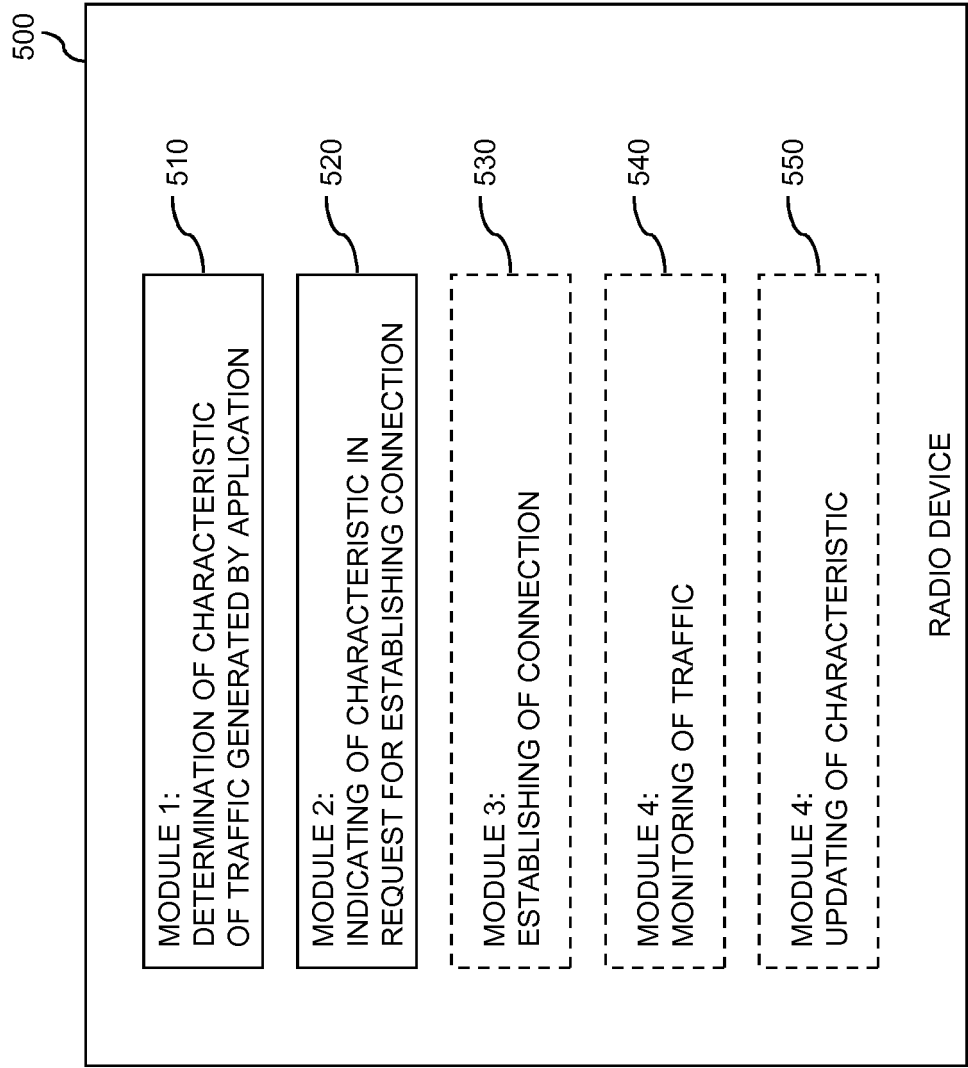 500
MODULE 1:
DETERMINATION OF CHARACTERISTIC
OF TRAFFIC GENERATED BY APPLICATION
510
MODULE 2:
INDICATING OF CHARACTERISTIC IN
REQUEST FOR ESTABLISHING CONNECTION
520
MODULE 3:
ESTABLISHING OF CONNECTION
530
MODULE 4:
MONITORING OF TRAFFIC
540
MODULE 4:
UPDATING OF CHARACTERISTIC
550
RADIO DEVICE